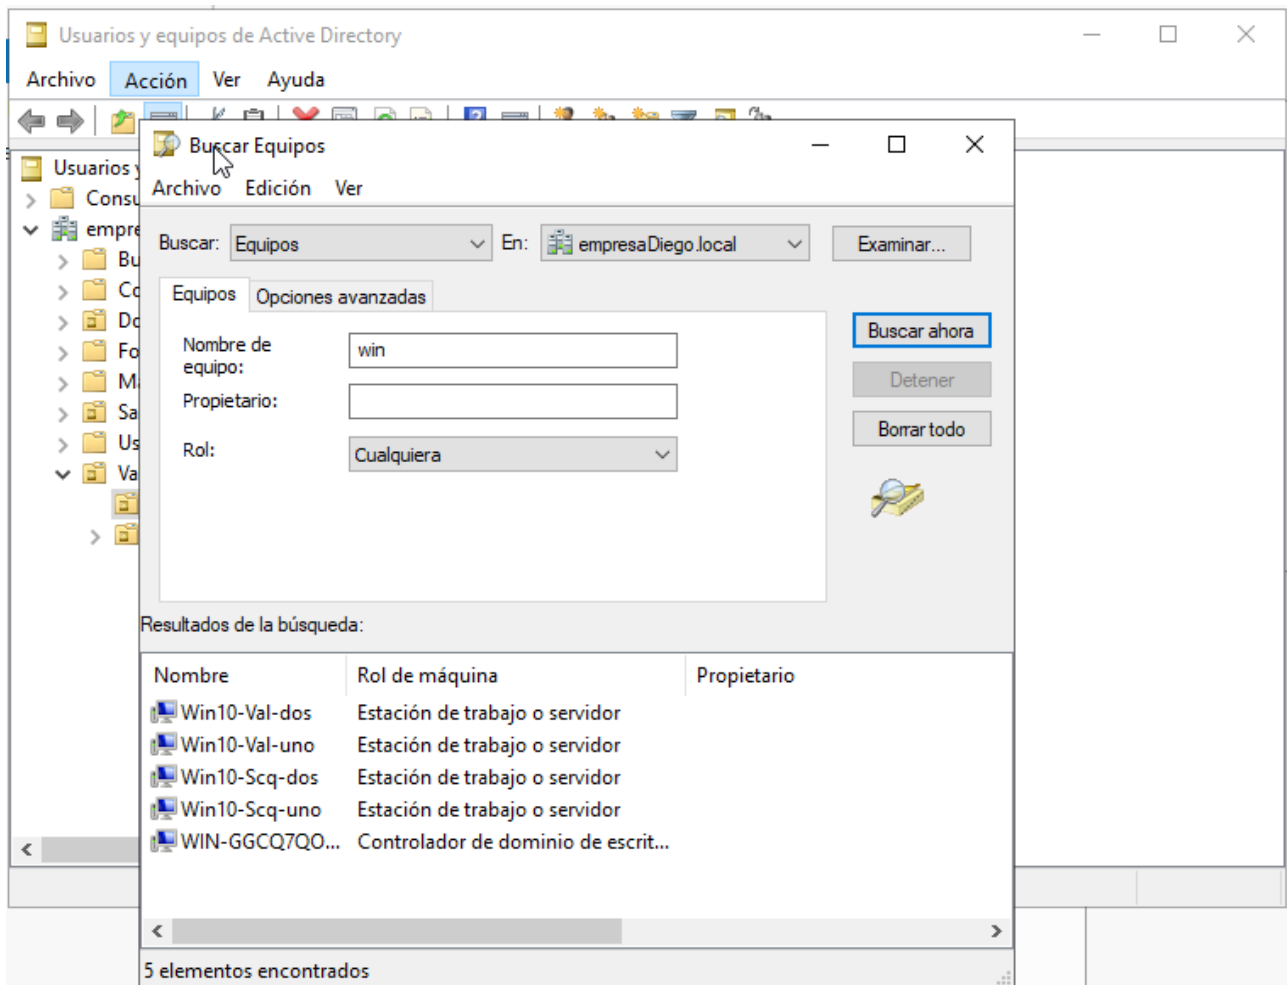 Usuarios y equipos de Active Directory
Archivo Acción Ver Ayuda
Buscar Equipos
Usuarios y
Archivo Edición Ver
Consu
empre
Buscar: Equipos En: empresaDiego.local Examinar...
Bu
Co
Equipos Opciones avanzadas
Do
Buscar ahora
Nombre de equipo: win
Fo
Ma
Detener
Propietario:
Sa
Borrar todo
Us
Rol: Cualquiera
Va
Resultados de la búsqueda:
Nombre Rol de máquina Propietario
Win10-Val-dos Estación de trabajo o servidor
Win10-Val-uno Estación de trabajo o servidor
Win10-Scq-dos Estación de trabajo o servidor
Win10-Scq-uno Estación de trabajo o servidor
WIN-GGCQ7QO... Controlador de dominio de escrit...
5 elementos encontrados